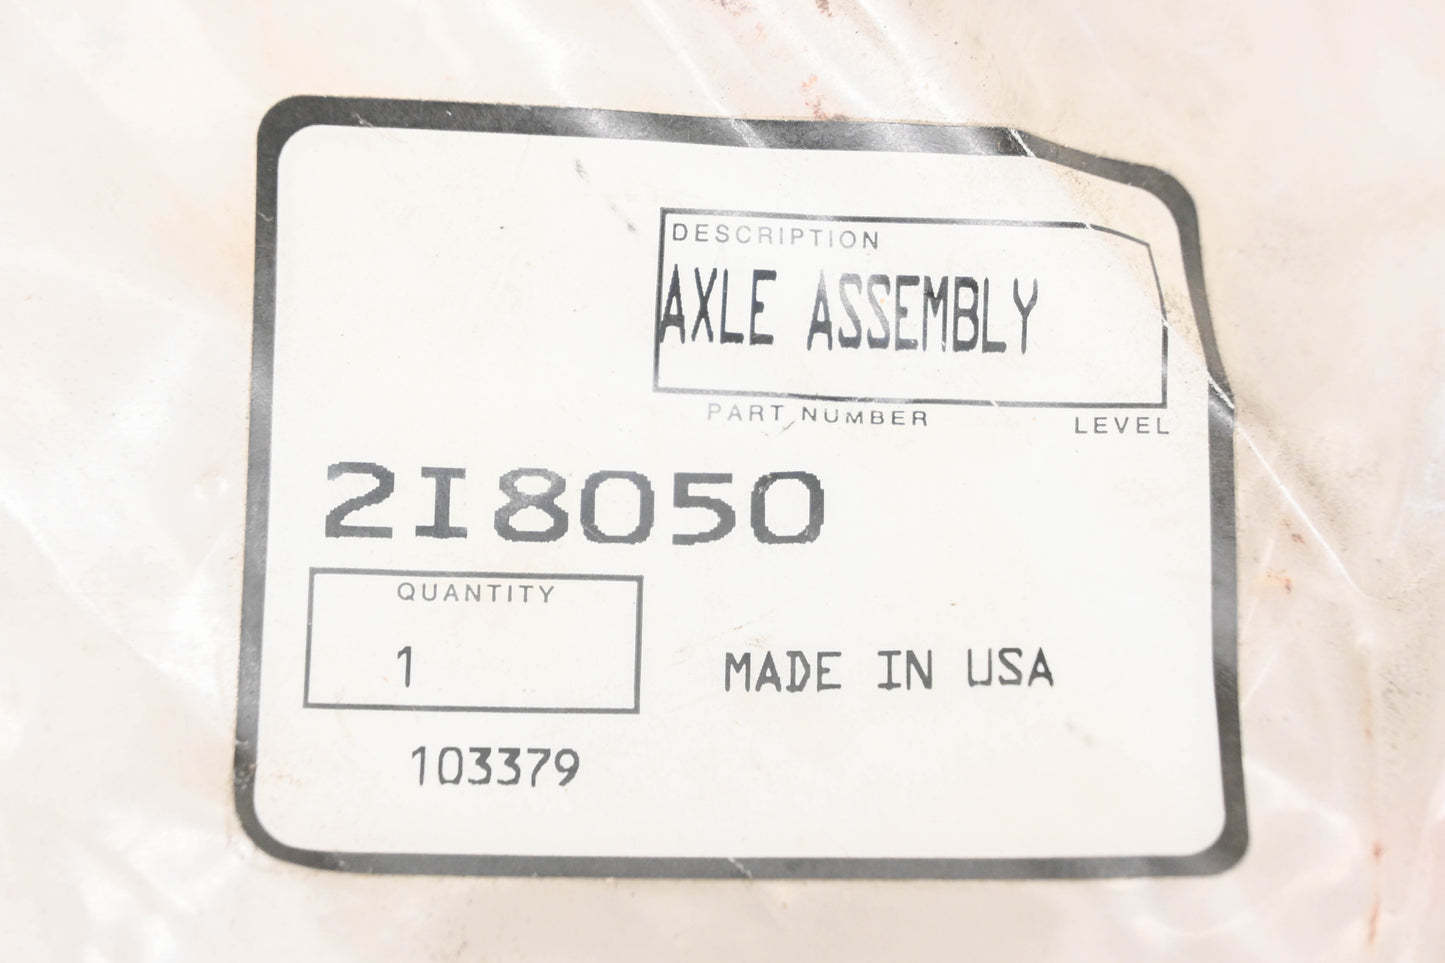 DESCRIPTION
AXLE ASSEMBLY
PART NUMBER LEVEL
2I8050
QUANTITY
1
MADE IN USA
103379